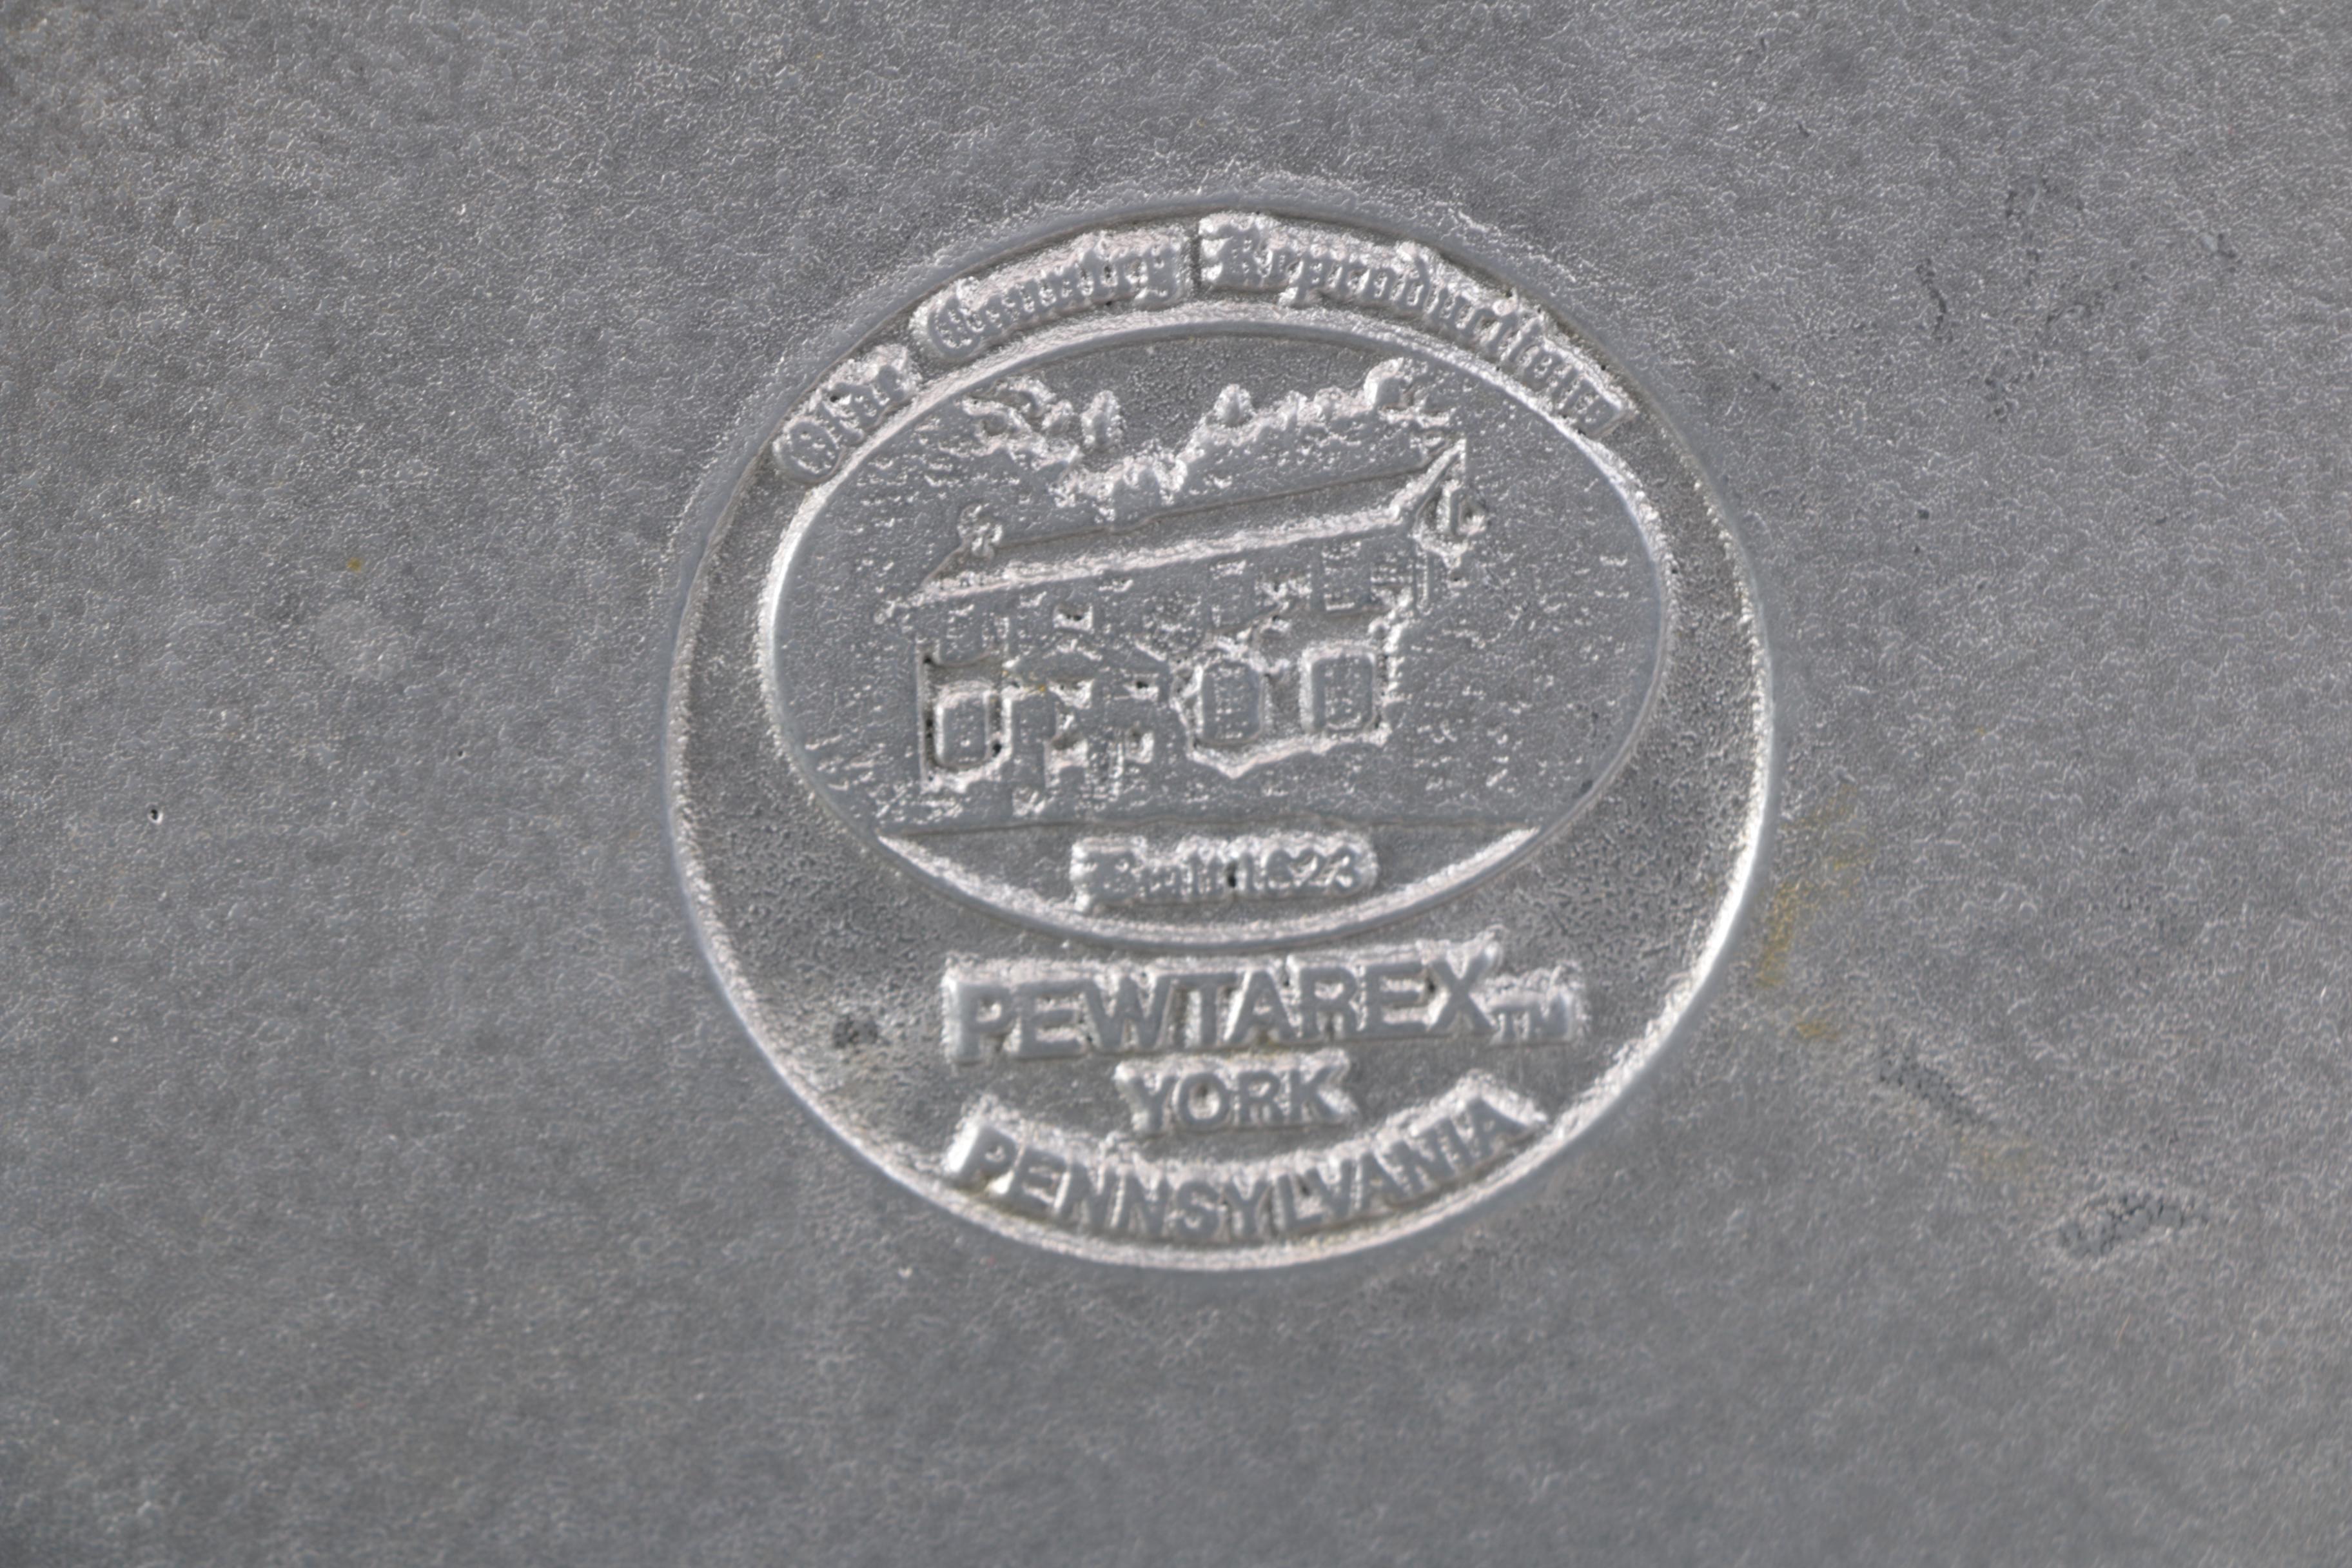 Olde Country Reproductions
Built 1823
PEWTAREX TM
YORK
PENNSYLVANIA